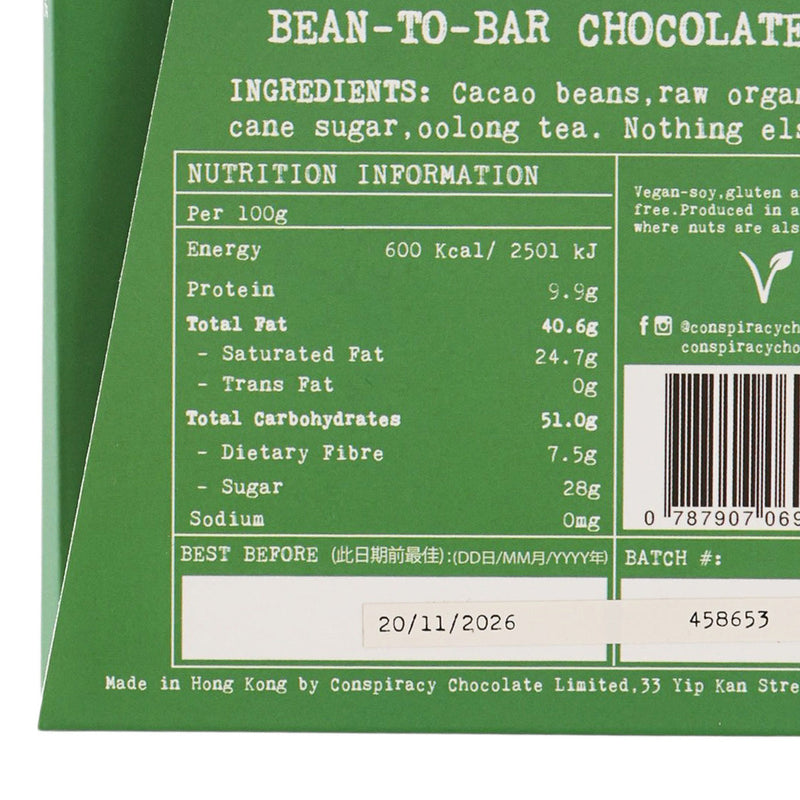 BEAN-TO-BAR CHOCOLATE
INGREDIENTS: Cacao beans,raw orga
cane sugar,oolong tea. Nothing els
NUTRITION INFORMATION
Per 100g
Energy 600 Kcal/ 2501 kJ
Protein 9.9g
Total Fat 40.6g
- Saturated Fat 24.7g
- Trans Fat 0g
Total Carbohydrates 51.0g
- Dietary Fibre 7.5g
- Sugar 28g
Sodium 0mg
Vegan-soy,gluten a
free.Produced in a
where nuts are als
@conspiracych
conspiracycho
0 787907 069
BEST BEFORE (此日期前最佳):(DD日/MM月/YYYY年)
20/11/2026
BATCH #:
458653
Made in Hong Kong by Conspiracy Chocolate Limited,33 Yip Kan Stre